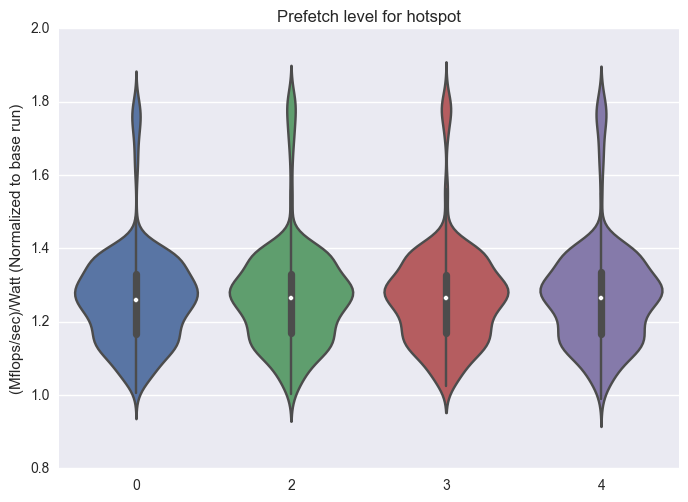 Prefetch level for hotspot
(Mflops/sec)/Watt (Normalized to base run)
2.0
1.8
1.6
1.4
1.2
1.0
0.8
0 2 3 4